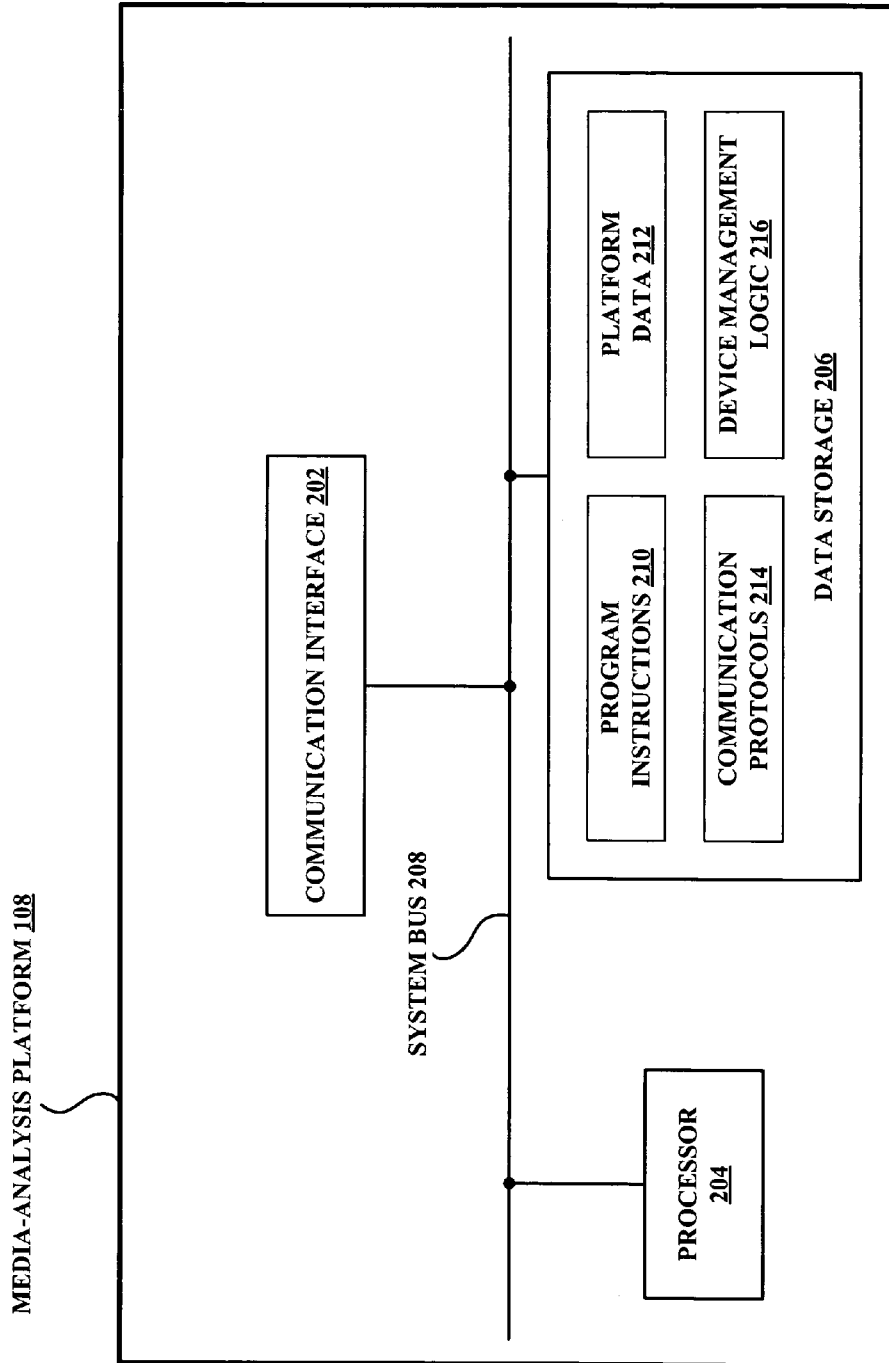 MEDIA-ANALYSIS PLATFORM 108
COMMUNICATION INTERFACE 202
SYSTEM BUS 208
PROCESSOR
204
PROGRAM
INSTRUCTIONS 210
PLATFORM
DATA 212
COMMUNICATION
PROTOCOLS 214
DEVICE MANAGEMENT
LOGIC 216
DATA STORAGE 206